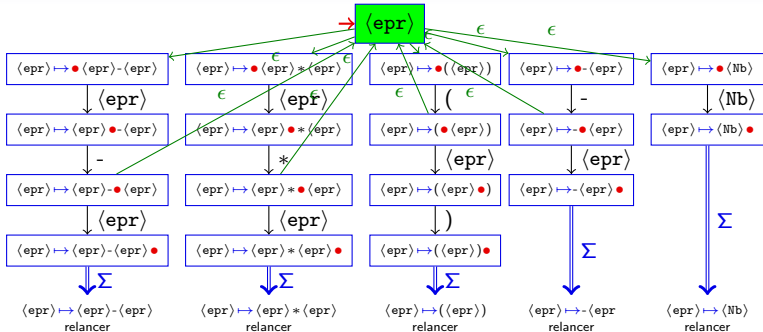 → ⟨epr⟩
ϵ ϵ ϵ ϵ ϵ
⟨epr⟩↦●⟨epr⟩-⟨epr⟩ ⟨epr⟩↦●⟨epr⟩*⟨epr⟩ ⟨epr⟩↦●(⟨epr⟩) ⟨epr⟩↦●-⟨epr⟩ ⟨epr⟩↦●⟨Nb⟩
ϵ ϵ ϵ ϵ
⟨epr⟩ ⟨epr⟩ ( - ⟨Nb⟩
⟨epr⟩↦⟨epr⟩●-⟨epr⟩ ⟨epr⟩↦⟨epr⟩●*⟨epr⟩ ⟨epr⟩↦(●⟨epr⟩) ⟨epr⟩↦-●⟨epr⟩ ⟨epr⟩↦⟨Nb⟩●
- * ⟨epr⟩ ⟨epr⟩
⟨epr⟩↦⟨epr⟩-●⟨epr⟩ ⟨epr⟩↦⟨epr⟩*●⟨epr⟩ ⟨epr⟩↦(⟨epr⟩●) ⟨epr⟩↦-⟨epr⟩●
⟨epr⟩ ⟨epr⟩ ) Σ
⟨epr⟩↦⟨epr⟩-⟨epr⟩● ⟨epr⟩↦⟨epr⟩*⟨epr⟩● ⟨epr⟩↦(⟨epr⟩)● Σ
Σ Σ Σ
⟨epr⟩↦⟨epr⟩-⟨epr⟩ ⟨epr⟩↦⟨epr⟩*⟨epr⟩ ⟨epr⟩↦(⟨epr⟩) ⟨epr⟩↦-⟨epr ⟨epr⟩↦⟨Nb⟩
relancer relancer relancer relancer relancer